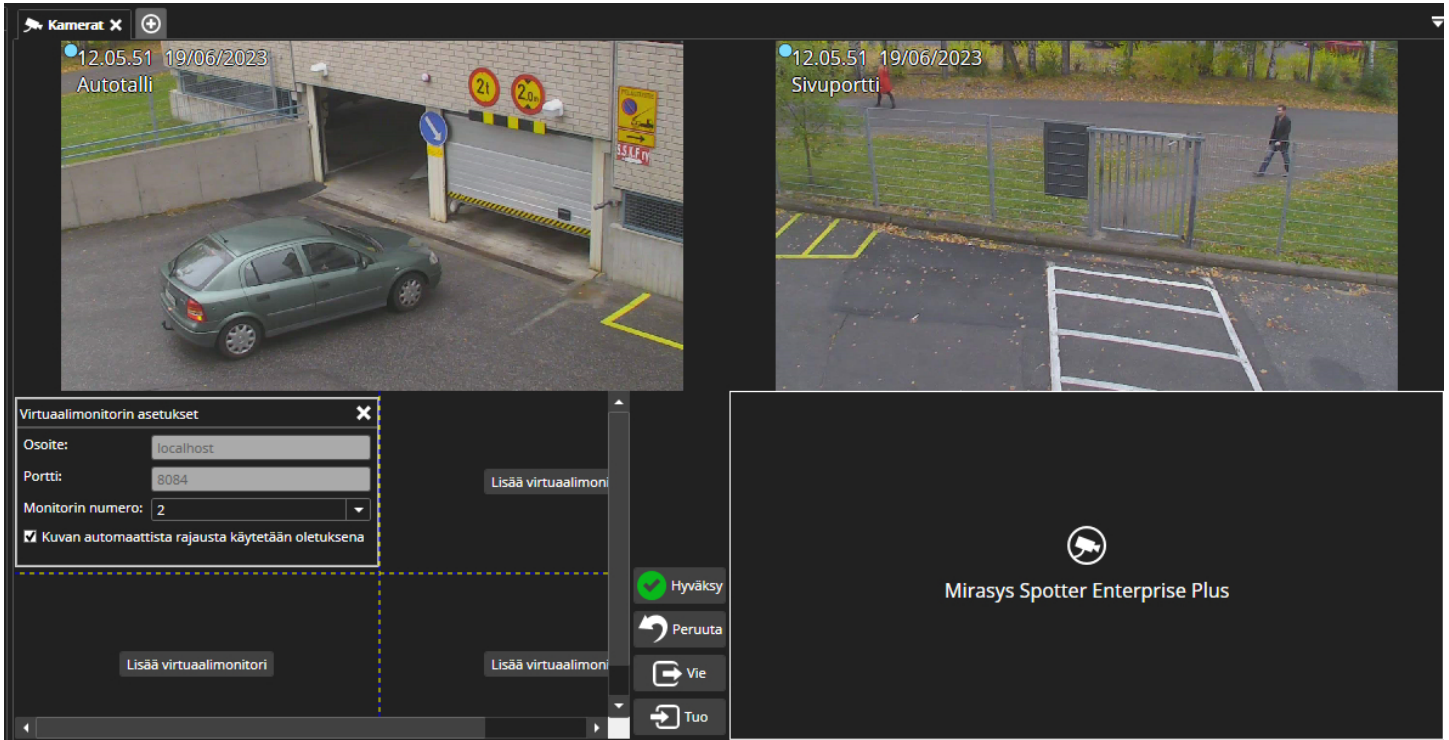 Kamerat
12.05.51 19/06/2023
Autotalli
2t
2.0m
12.05.51 19/06/2023
Sivuportti
Virtuaalimonitorin asetukset
Osoite:
localhost
Portti:
8084
Monitorin numero:
2
Kuvan automaattista rajausta käytetään oletuksena
Lisää virtuaalimoni
Lisää virtuaalimonitori
Lisää virtuaalimoni
Hyväksy
Peruuta
Vie
Tuo
Mirasys Spotter Enterprise Plus